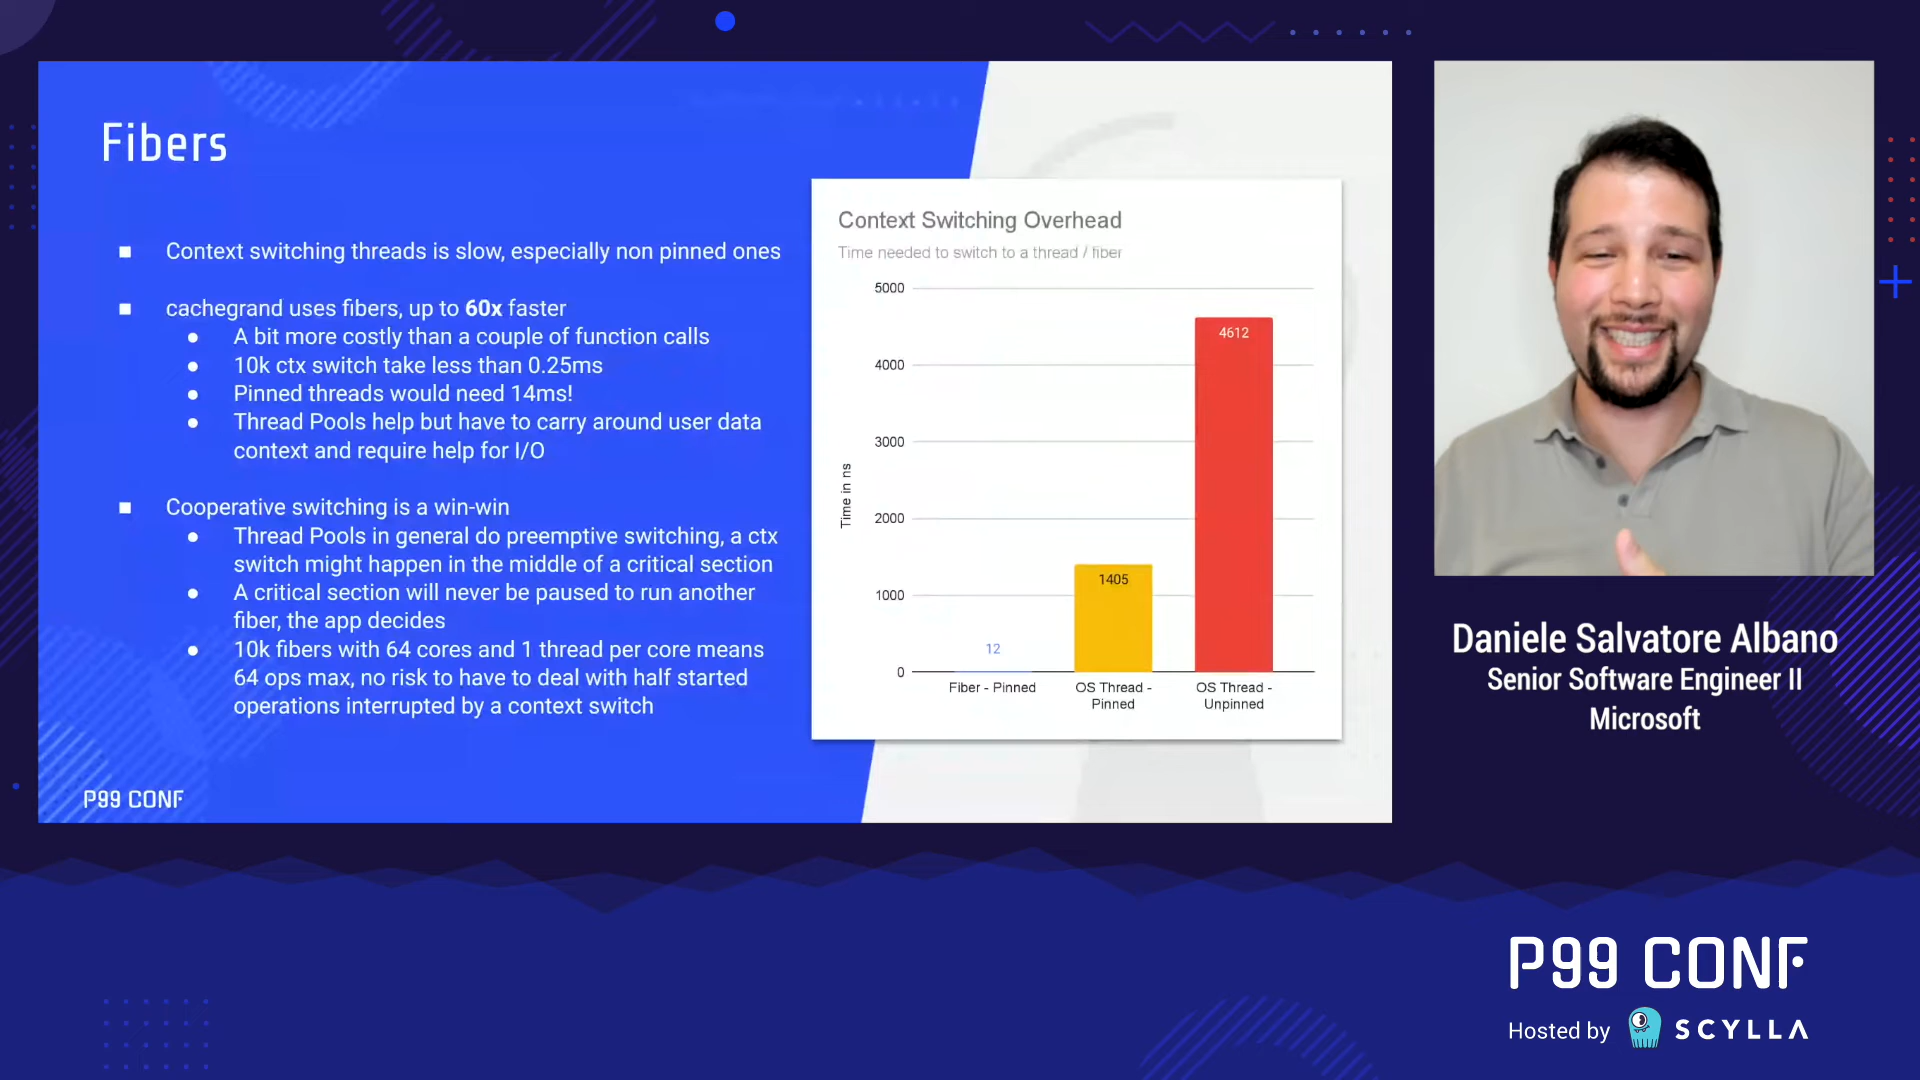 Fibers
Context switching threads is slow, especially non pinned ones
cachegrand uses fibers, up to 60x faster
A bit more costly than a couple of function calls
10k ctx switch take less than 0.25ms
Pinned threads would need 14ms!
Thread Pools help but have to carry around user data
context and require help for I/O
Cooperative switching is a win-win
Thread Pools in general do preemptive switching, a ctx
switch might happen in the middle of a critical section
A critical section will never be paused to run another
fiber, the app decides
10k fibers with 64 cores and 1 thread per core means
64 ops max, no risk to have to deal with half started
operations interrupted by a context switch
P99 CONF
Context Switching Overhead
Time needed to switch to a thread / fiber
Time in ns
5000
4000
3000
2000
1000
0
12
1405
4612
Fiber - Pinned
OS Thread -
Pinned
OS Thread -
Unpinned
Daniele Salvatore Albano
Senior Software Engineer II
Microsoft
P99 CONF
Hosted by SCYLLA